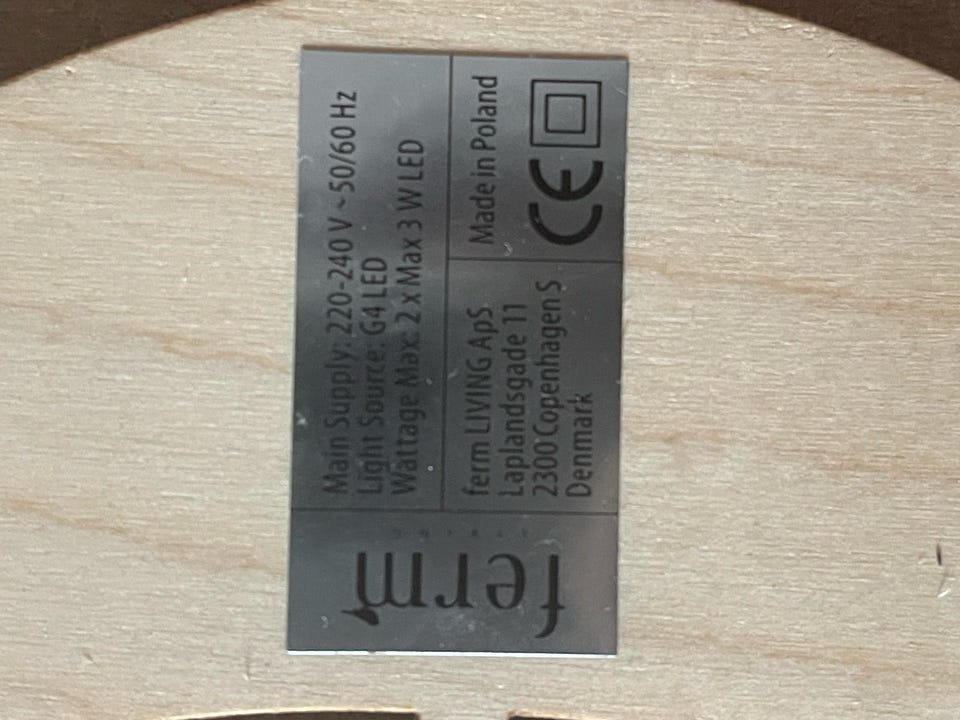 ferm
LIVING
Main Supply: 220-240 V ~50/60 Hz
Light Source: G4 LED
Wattage Max: 2 x Max 3 W LED
ferm LIVING ApS
Laplandsgade 11
2300 Copenhagen S
Denmark
Made in Poland
CE